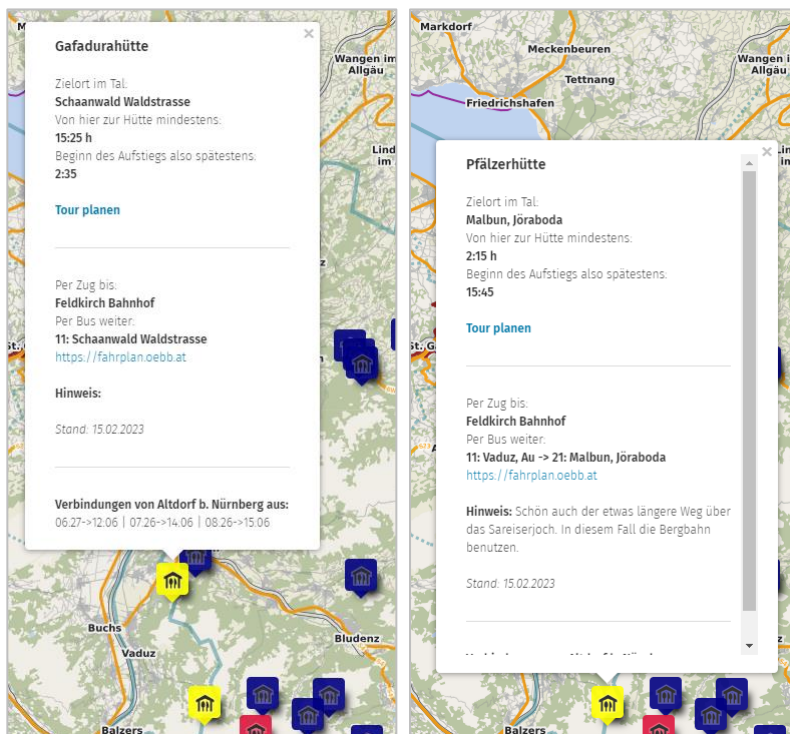 M
Gafadurahütte
×
Wangen im
Allgäu
Zielort im Tal:
Schaanwald Waldstrasse
Von hier zur Hütte mindestens:
15:25 h
Beginn des Aufstiegs also spätestens:
2:35
Lind
im
Tour planen
z
Per Zug bis:
Feldkirch Bahnhof
Per Bus weiter:
11: Schaanwald Waldstrasse
https://fahrplan.oebb.at
St. G
n
Hinweis:
Stand: 15.02.2023
Verbindungen von Altdorf b. Nürnberg aus:
06:27->12:06 | 07:26->14:06 | 08:26->15:06
Buchs
Vaduz
Bludenz
Balzers
Markdorf
Meckenbeuren
Wangen i
Allgäu
Tettnang
Friedrichshafen
Pfälzerhütte
×
Lin
im
Zielort im Tal:
Malbun, Jöraboda
Von hier zur Hütte mindestens:
2:15 h
Beginn des Aufstiegs also spätestens:
15:45
Tour planen
St. G
Per Zug bis:
Feldkirch Bahnhof
Per Bus weiter:
11: Vaduz, Au -> 21: Malbun, Jöraboda
https://fahrplan.oebb.at
Hinweis: Schön auch der etwas längere Weg über
das Sareiserjoch. In diesem Fall die Bergbahn
benutzen.
Stand: 15.02.2023
z
Balzers